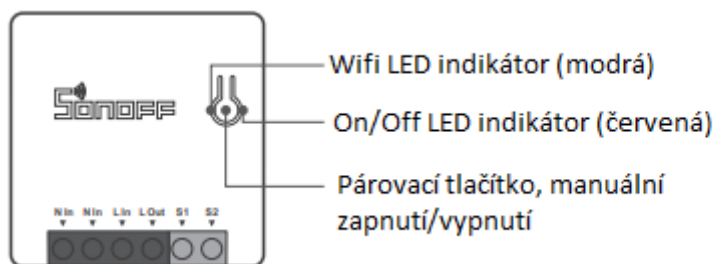 Wifi LED indikátor (modrá)
SONOFF
On/Off LED indikátor (červená)
Párovací tlačítko, manuální
zapnutí/vypnutí
N In N In L In L Out S1 S2